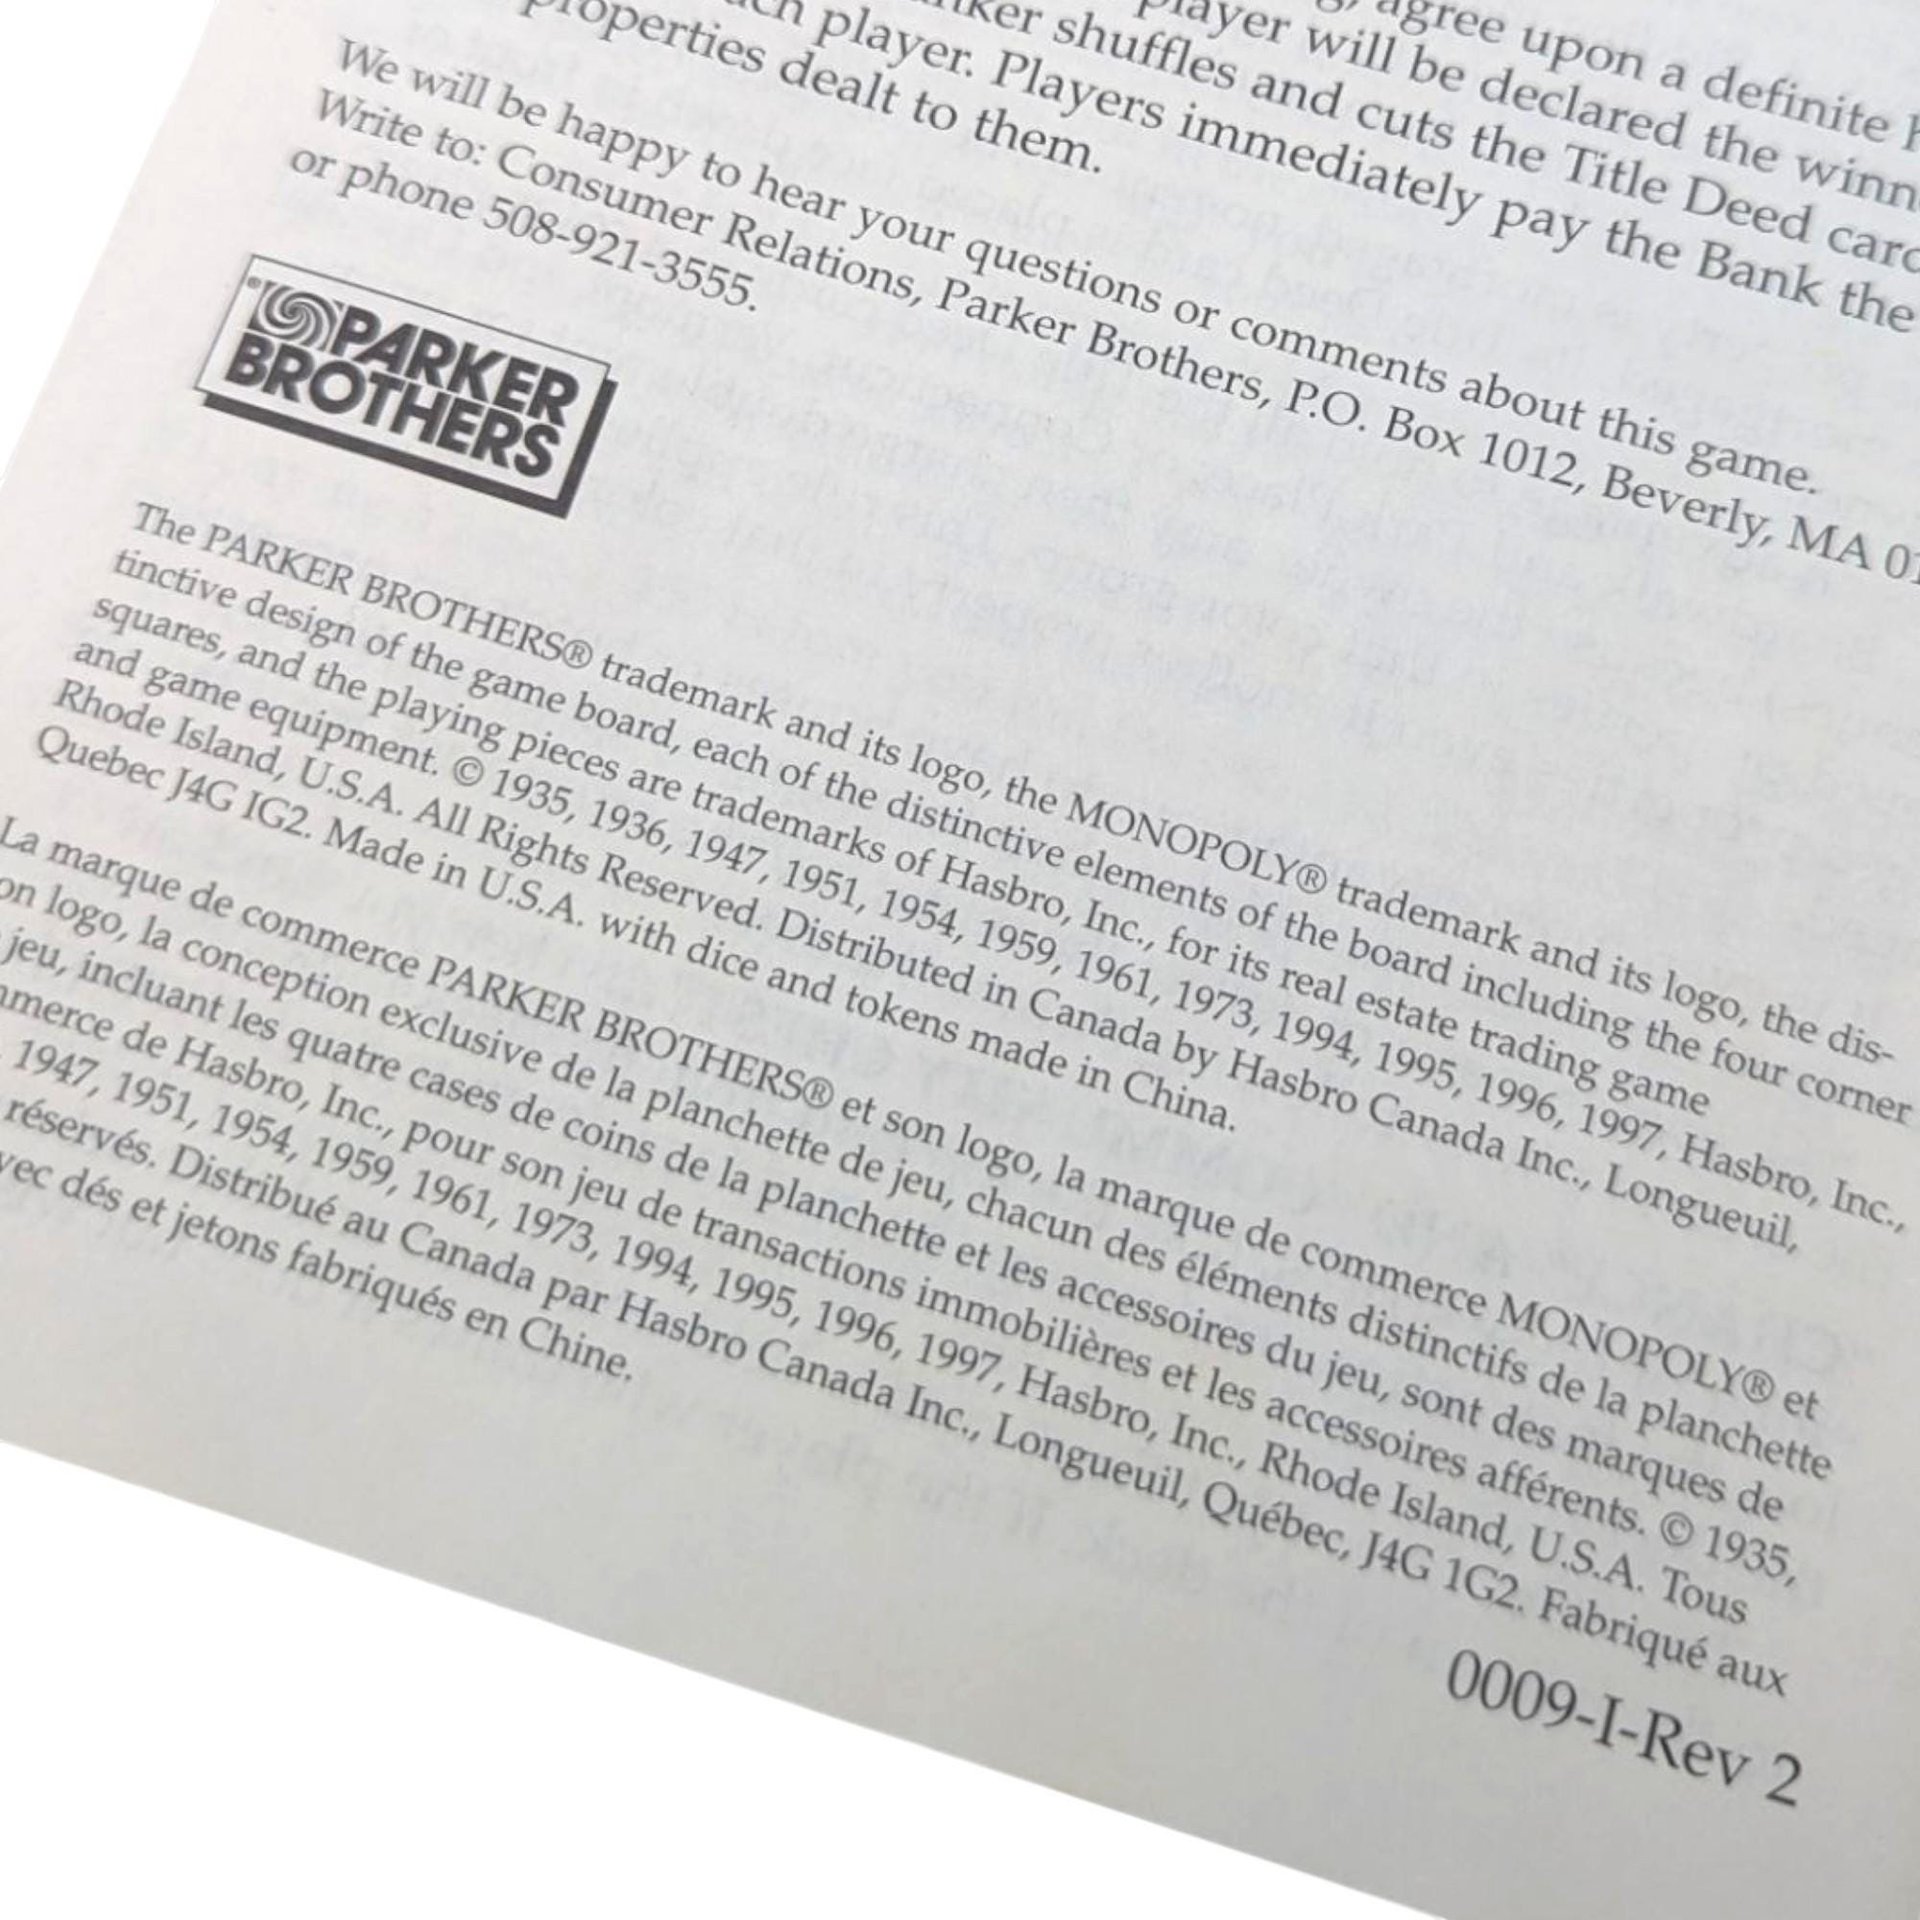 agree upon a definite
player will be declared the
shuffles and cuts the Title Deed
player. Players immediately pay the Bank the
properties dealt to them.
We will be happy to hear your questions or comments about this game.
Write to: Consumer Relations, Parker Brothers, P.O. Box 1012, Beverly, MA
or phone 508-921-3555.
® PARKER
BROTHERS
The PARKER BROTHERS® trademark and its logo, the MONOPOLY® trademark and its logo, the dis-
tinctive design of the game board, each of the distinctive elements of the board including the four corner
squares, and the playing pieces are trademarks of Hasbro, Inc., for its real estate trading game
and game equipment. © 1935, 1936, 1947, 1951, 1954, 1959, 1961, 1973, 1994, 1995, 1996, 1997, Hasbro, Inc.,
Rhode Island, U.S.A. All Rights Reserved. Distributed in Canada by Hasbro Canada Inc., Longueuil,
Quebec J4G IG2. Made in U.S.A. with dice and tokens made in China.
La marque de commerce PARKER BROTHERS® et son logo, la marque de commerce MONOPOLY® et
on logo, la conception exclusive de la planchette de jeu, chacun des éléments distinctifs de la planchette
jeu, incluant les quatre cases de coins de la planchette et les accessoires du jeu, sont des marques de
mmerce de Hasbro, Inc., pour son jeu de transactions immobilières et les accessoires afférents. © 1935,
1947, 1951, 1954, 1959, 1961, 1973, 1994, 1995, 1996, 1997, Hasbro, Inc., Rhode Island, U.S.A. Tous
réservés. Distribué au Canada par Hasbro Canada Inc., Longueuil, Québec, J4G 1G2. Fabriqué aux
vec dés et jetons fabriqués en Chine.
0009-I-Rev 2